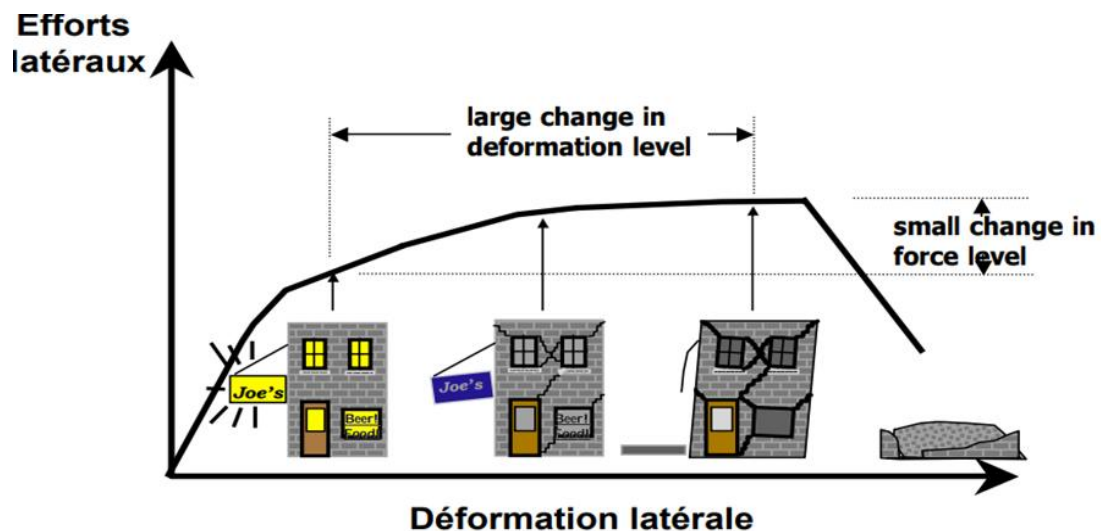 Efforts
latéraux
large change in
deformation level
small change in
force level
Joe's
Beer!
Food!
Joe's
Beer!
Food!
Déformation latérale